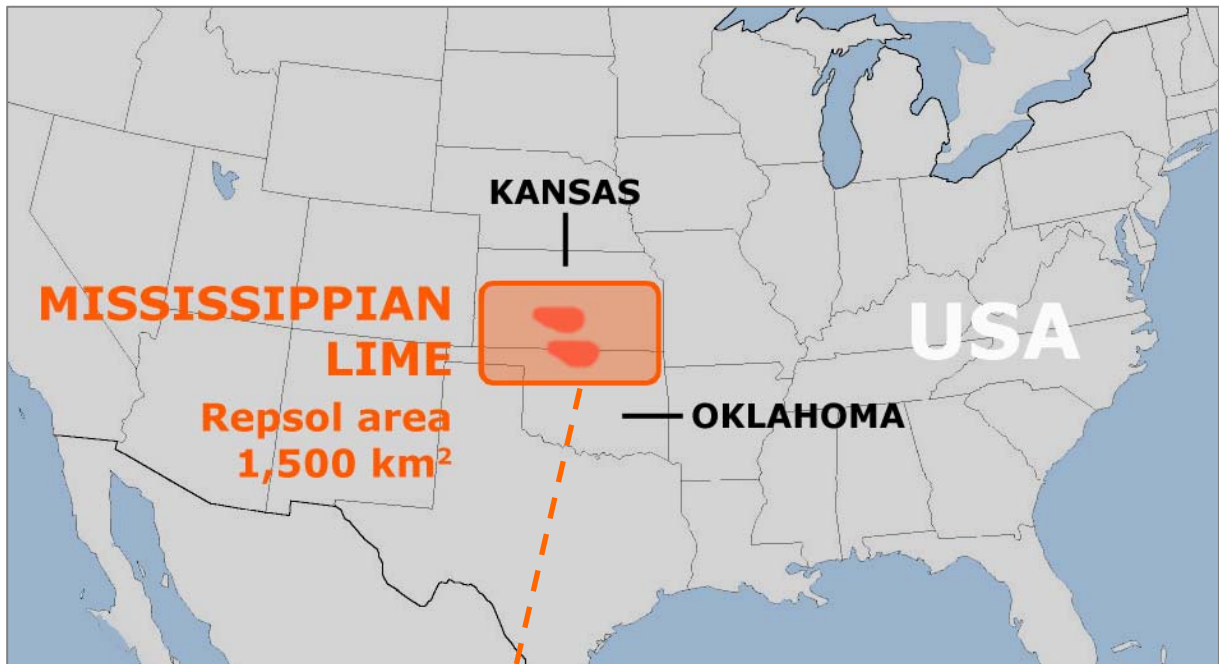 KANSAS
MISSISSIPPIAN
LIME
USA
Repsol area
1,500 km²
OKLAHOMA